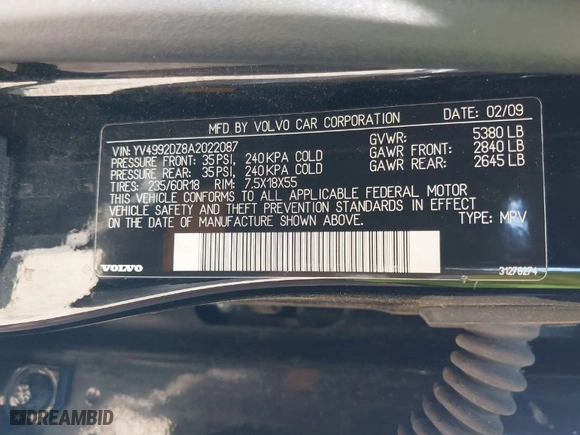 MFD BY VOLVO CAR CORPORATION DATE: 02/09
VIN: YV4992DZ8A2022087 GVWR: 5380 LB
PRESSURE FRONT: 35 PSI, 240 KPA COLD GAWR FRONT: 2840 LB
PRESSURE REAR: 35 PSI, 240 KPA COLD GAWR REAR: 2645 LB
TIRES: 235/60R18 RIM: 7.5X18X55
THIS VEHICLE CONFORMS TO ALL APPLICABLE FEDERAL MOTOR
VEHICLE SAFETY AND THEFT PREVENTION STANDARDS IN EFFECT
ON THE DATE OF MANUFACTURE SHOWN ABOVE. TYPE: MPV
VOLVO 31276274
DREAMBID